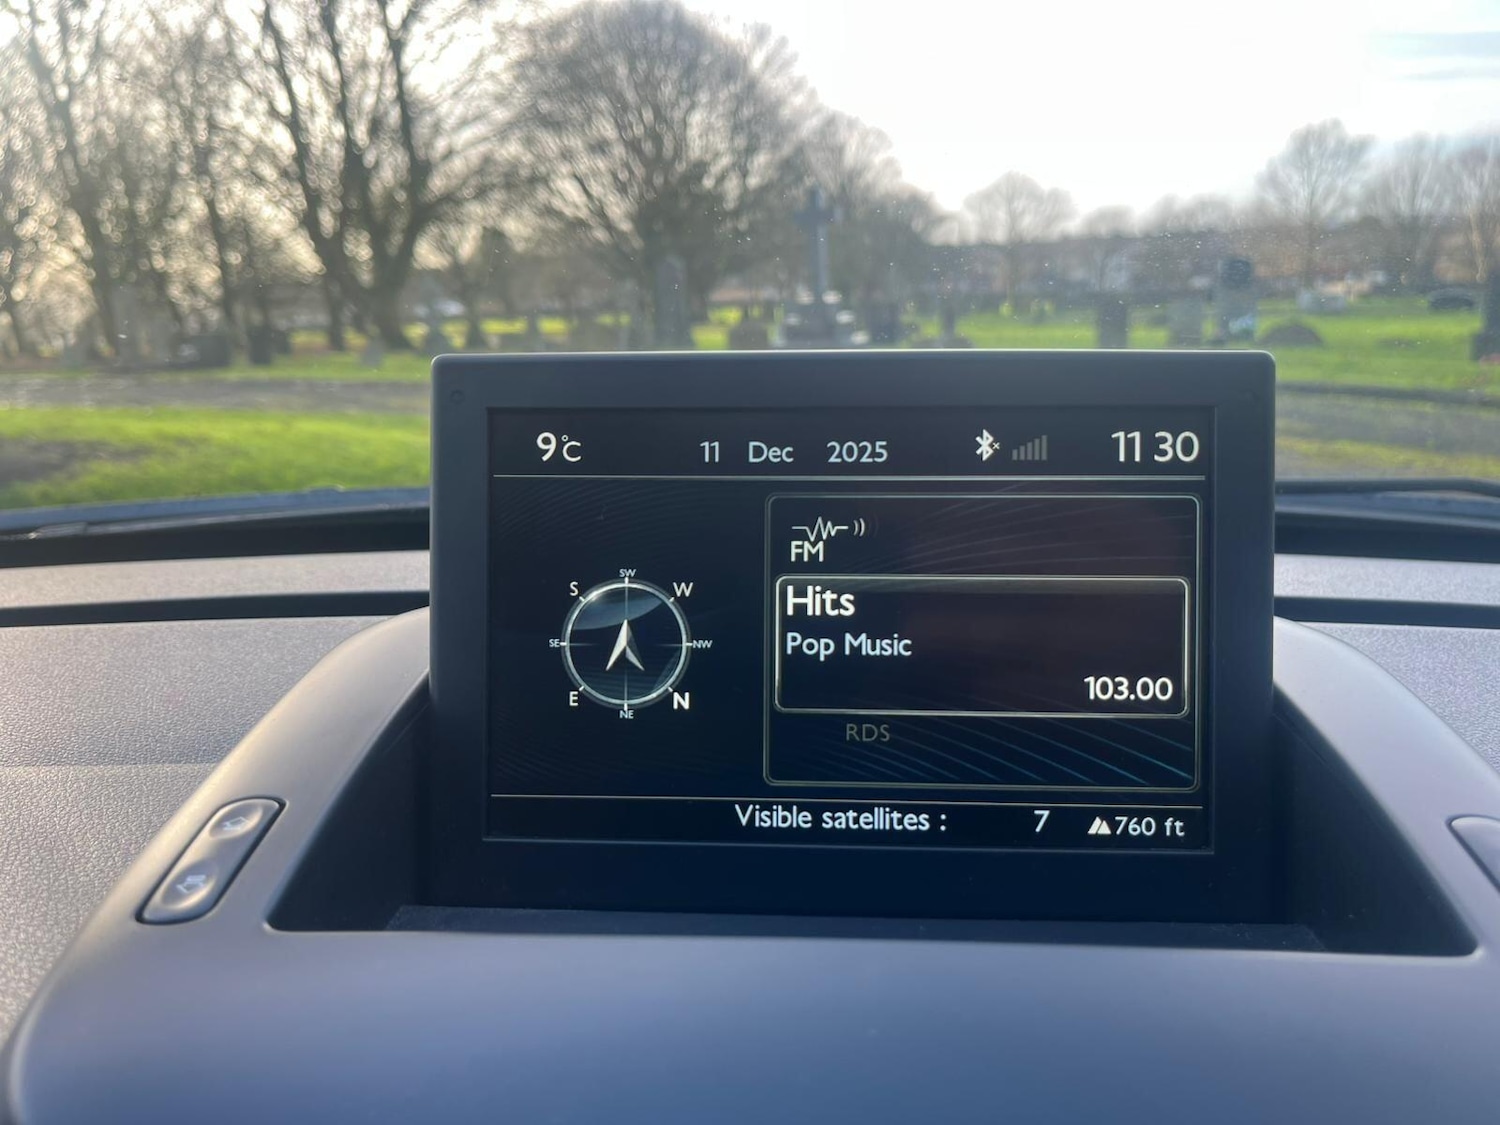 9°C 11 Dec 2025 11 30
FM
Hits
Pop Music
103.00
RDS
SW
S W
SE NW
E N
NE
Visible satellites : 7 760 ft